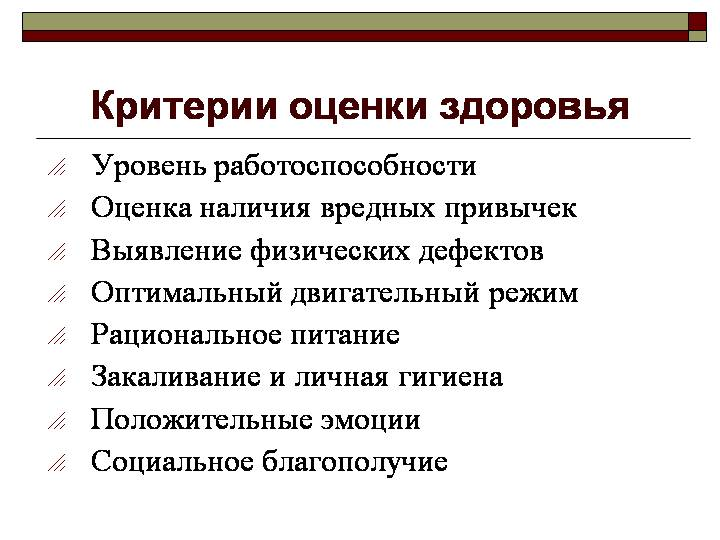 Критерии оценки здоровья
Уровень работоспособности
Оценка наличия вредных привычек
Выявление физических дефектов
Оптимальный двигательный режим
Рациональное питание
Закаливание и личная гигиена
Положительные эмоции
Социальное благополучие